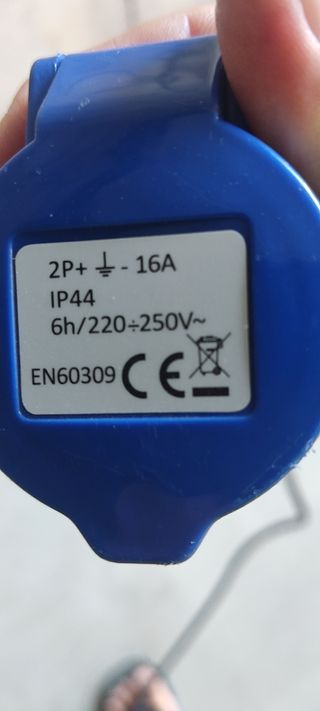 2P+ ⏚ - 16A
IP44
6h/220÷250V~
EN60309 CE